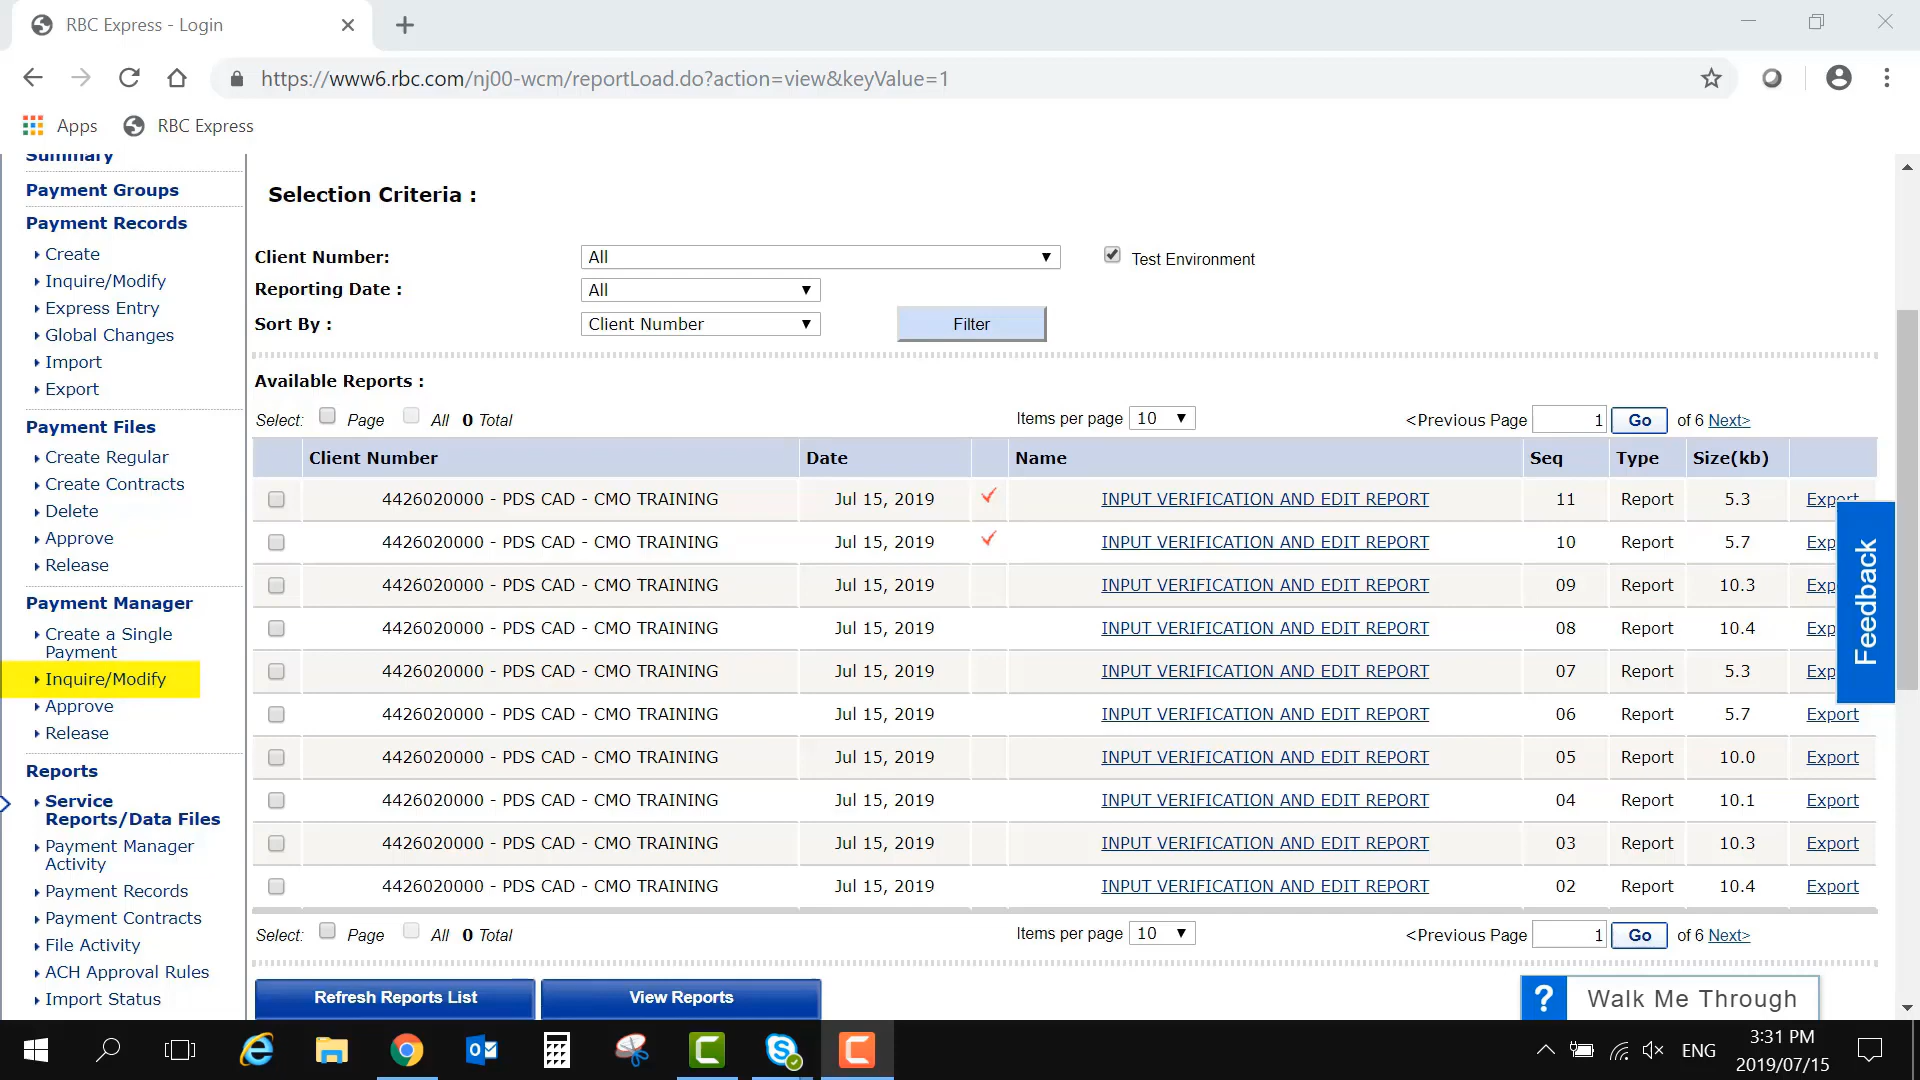 RBC Express - Login
https://www6.rbc.com/nj00-wcm/reportLoad.do?action=view&keyValue=1
Apps RBC Express
Summary
Payment Groups
Payment Records
Create
Inquire/Modify
Express Entry
Global Changes
Import
Export
Payment Files
Create Regular
Create Contracts
Delete
Approve
Release
Payment Manager
Create a Single
Payment
Inquire/Modify
Approve
Release
Reports
Service
Reports/Data Files
Payment Manager
Activity
Payment Records
Payment Contracts
File Activity
ACH Approval Rules
Import Status
Selection Criteria :
Client Number: All Test Environment
Reporting Date : All
Sort By : Client Number Filter
Available Reports :
Select: Page All 0 Total Items per page 10 <Previous Page 1 Go of 6 Next>
Client Number Date Name Seq Type Size(kb)
4426020000 - PDS CAD - CMO TRAINING Jul 15, 2019 INPUT VERIFICATION AND EDIT REPORT 11 Report 5.3 Export
4426020000 - PDS CAD - CMO TRAINING Jul 15, 2019 INPUT VERIFICATION AND EDIT REPORT 10 Report 5.7 Exp
4426020000 - PDS CAD - CMO TRAINING Jul 15, 2019 INPUT VERIFICATION AND EDIT REPORT 09 Report 10.3 Exp
4426020000 - PDS CAD - CMO TRAINING Jul 15, 2019 INPUT VERIFICATION AND EDIT REPORT 08 Report 10.4 Exp
4426020000 - PDS CAD - CMO TRAINING Jul 15, 2019 INPUT VERIFICATION AND EDIT REPORT 07 Report 5.3 Exp
4426020000 - PDS CAD - CMO TRAINING Jul 15, 2019 INPUT VERIFICATION AND EDIT REPORT 06 Report 5.7 Export
4426020000 - PDS CAD - CMO TRAINING Jul 15, 2019 INPUT VERIFICATION AND EDIT REPORT 05 Report 10.0 Export
4426020000 - PDS CAD - CMO TRAINING Jul 15, 2019 INPUT VERIFICATION AND EDIT REPORT 04 Report 10.1 Export
4426020000 - PDS CAD - CMO TRAINING Jul 15, 2019 INPUT VERIFICATION AND EDIT REPORT 03 Report 10.3 Export
4426020000 - PDS CAD - CMO TRAINING Jul 15, 2019 INPUT VERIFICATION AND EDIT REPORT 02 Report 10.4 Export
Select: Page All 0 Total Items per page 10 <Previous Page 1 Go of 6 Next>
Refresh Reports List View Reports
Feedback
? Walk Me Through
ENG
3:31 PM
2019/07/15